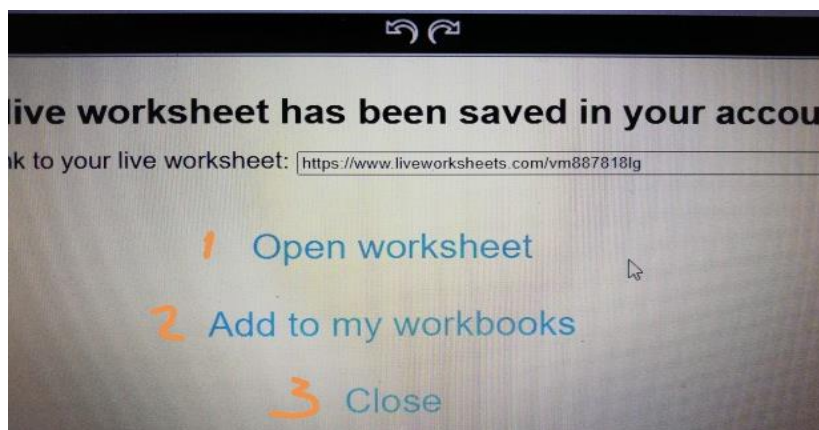 live worksheet has been saved in your accou
nk to your live worksheet: https://www.liveworksheets.com/vm887818lg
1 Open worksheet
2 Add to my workbooks
3 Close